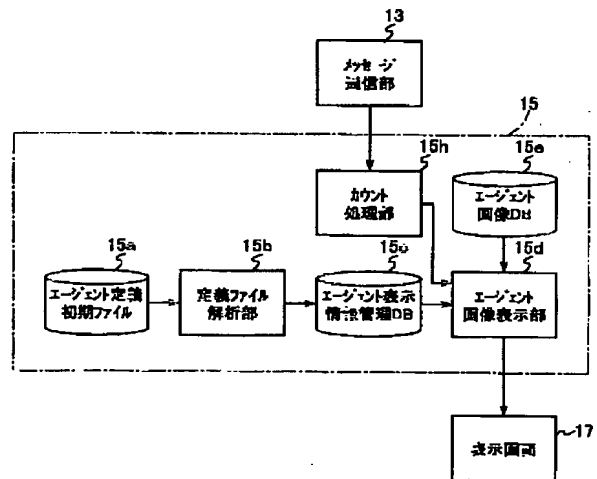 13
メッセージ
通信部
15
15h
カウント
処理部
15e
エージェント
画像DB
15a
エージェント定義
初期ファイル
15b
定義ファイル
解析部
15c
エージェント表示
情報管理DB
15d
エージェント
画像表示部
表示画面
17